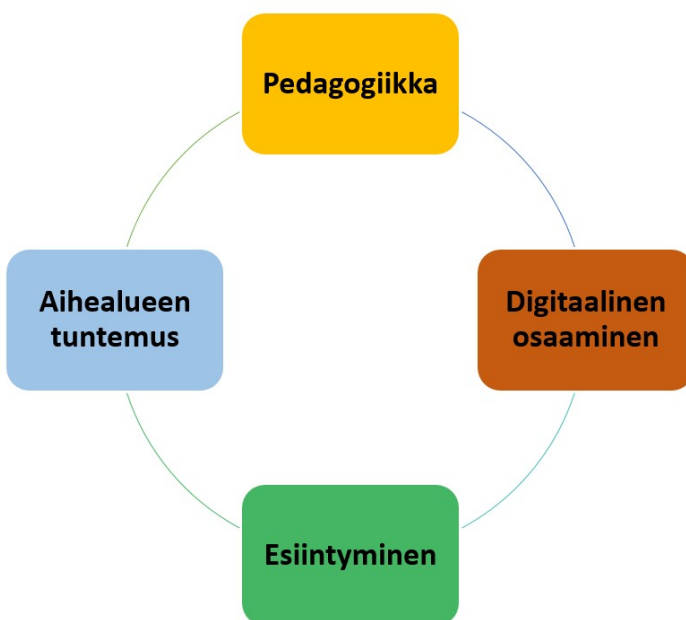 Pedagogiikka
Aihealueen
tuntemus
Digitaalinen
osaaminen
Esiintyminen